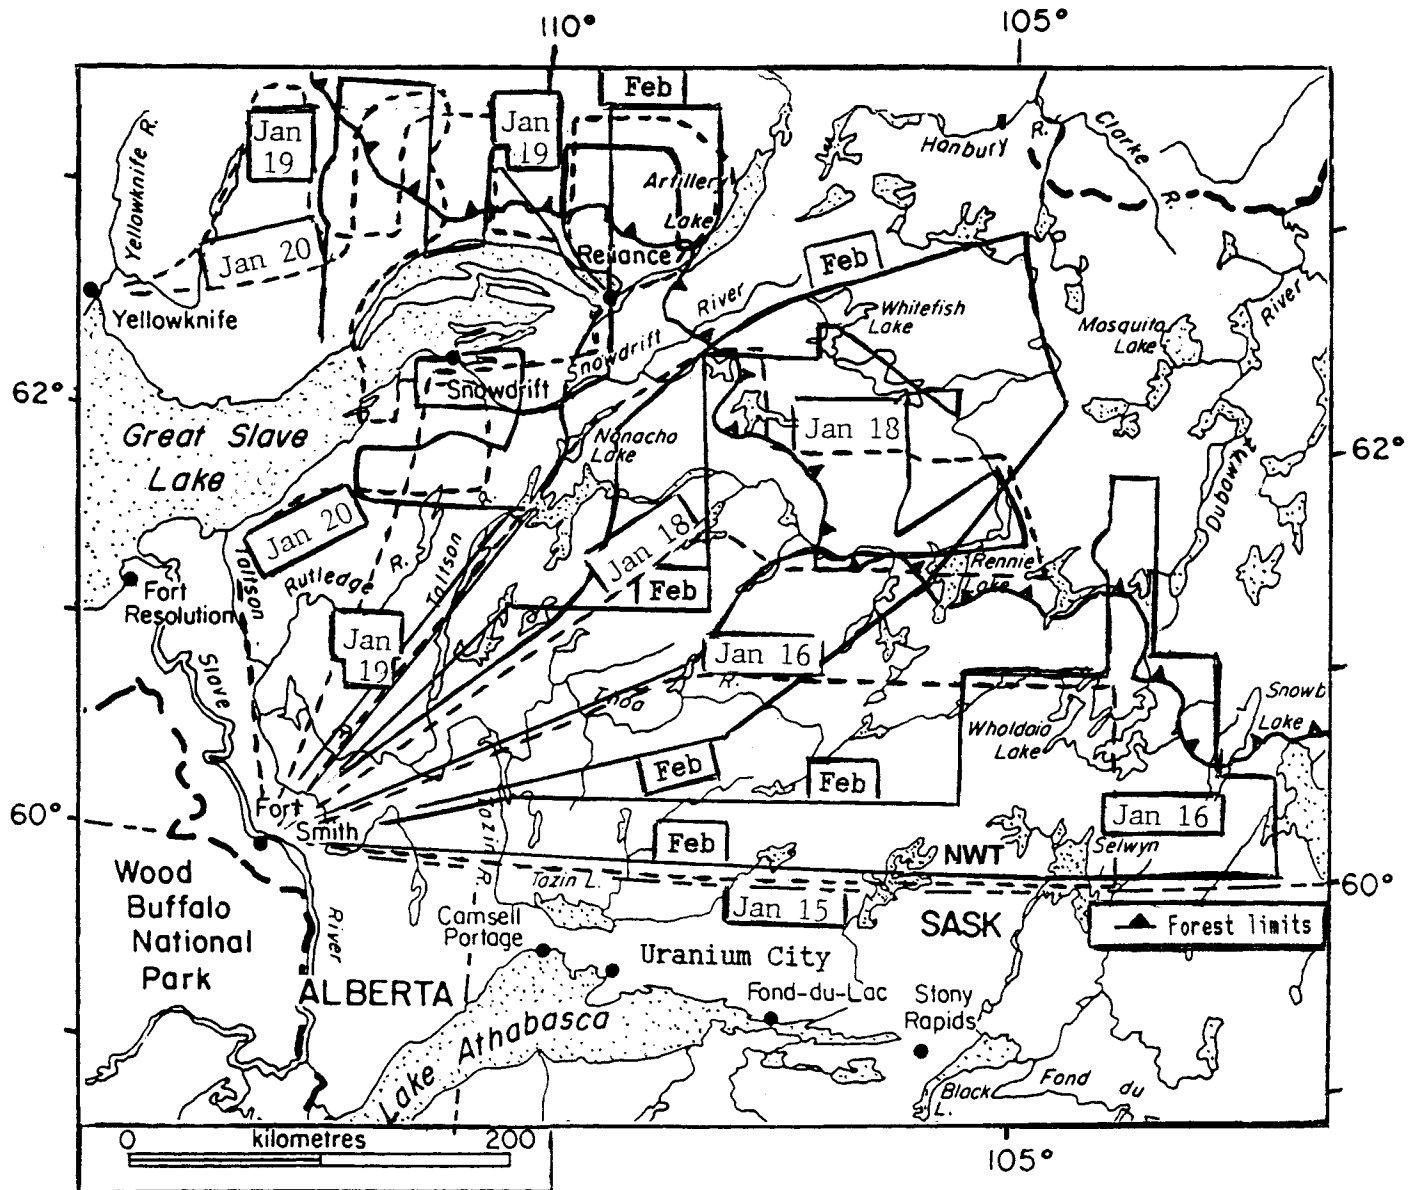 110°
105°
Feb
Jan
19
Jan
19
Yellowknife R.
Hanbury
R.
Clarke
R.
Artillery
Lake
Jan 20
Reliance
Feb
River
River
Yellowknife
Whitefish
Lake
Mosquito
Lake
Snowdrift
62°
Snowdrift
Great Slave
Lake
Nonacho
Lake
Jan 18
62°
Dubawnt
R.
Jan 20
Jan 18
Taltson
Rutledge
R.
Taltson
Feb
Rennie
Lake
Fort
Resolution
Jan
19
Jan 16
Slave
Thoa
R.
Snowb
Lake
Wholdaia
Lake
Feb
Feb
60°
Fort
Smith
Tazin R.
Jan 16
Feb
NWT
Selwyn
Wood
Buffalo
National
Park
Tazin L.
60°
Jan 15
SASK
Forest limits
Camsell
Portage
River
Uranium City
ALBERTA
Fond-du-Lac
Stony
Rapids
Lake Athabasca
Black
L.
Fond
du
0 kilometres 200
105°